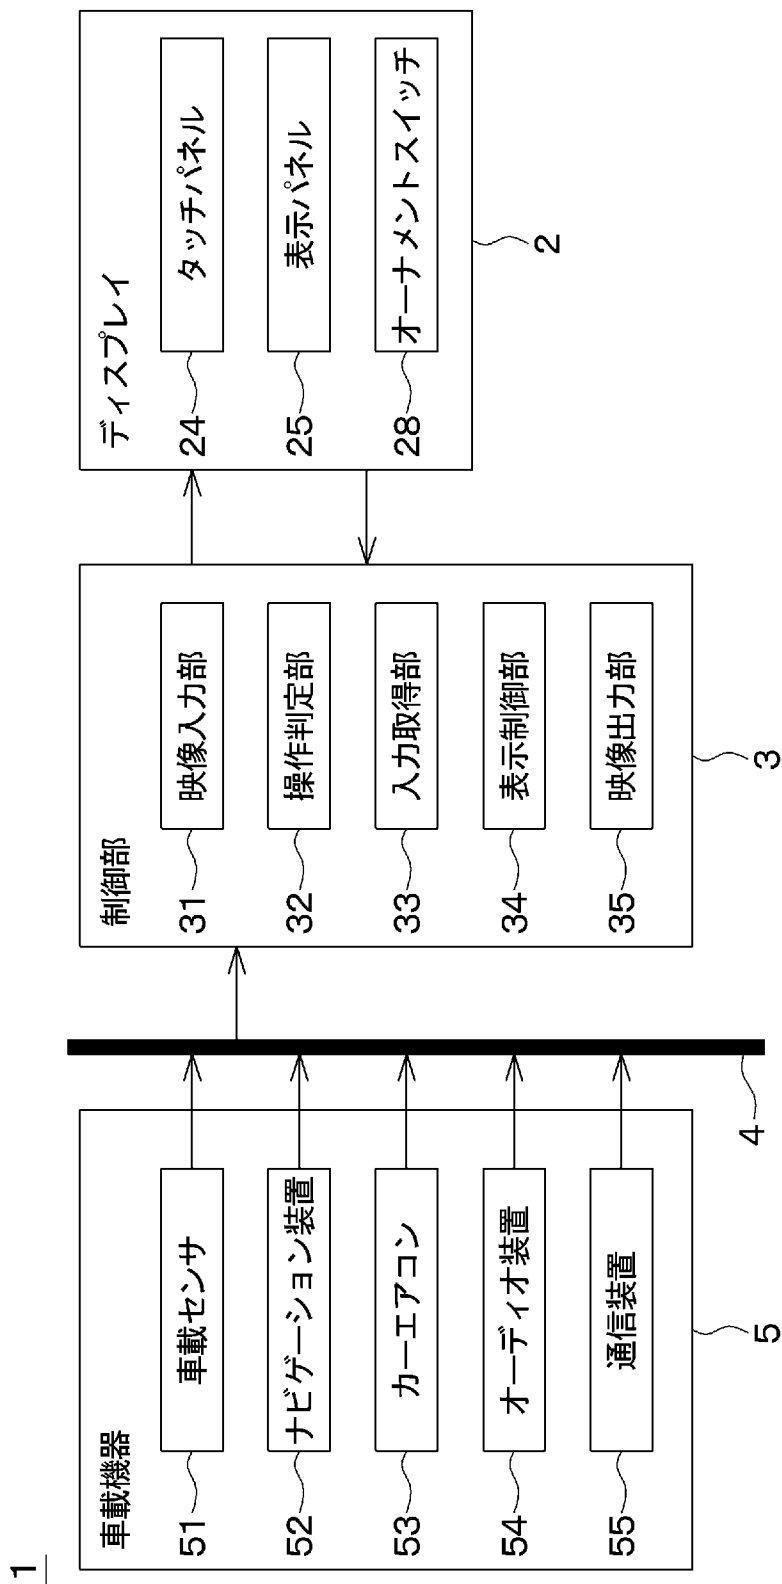 1
車載機器
51
車載センサ
52
ナビゲーション装置
53
カーエアコン
54
オーディオ装置
55
通信装置
5
4
制御部
31
映像入力部
32
操作判定部
33
入力取得部
34
表示制御部
35
映像出力部
3
ディスプレイ
24
タッチパネル
25
表示パネル
28
オーナメントスイッチ
2